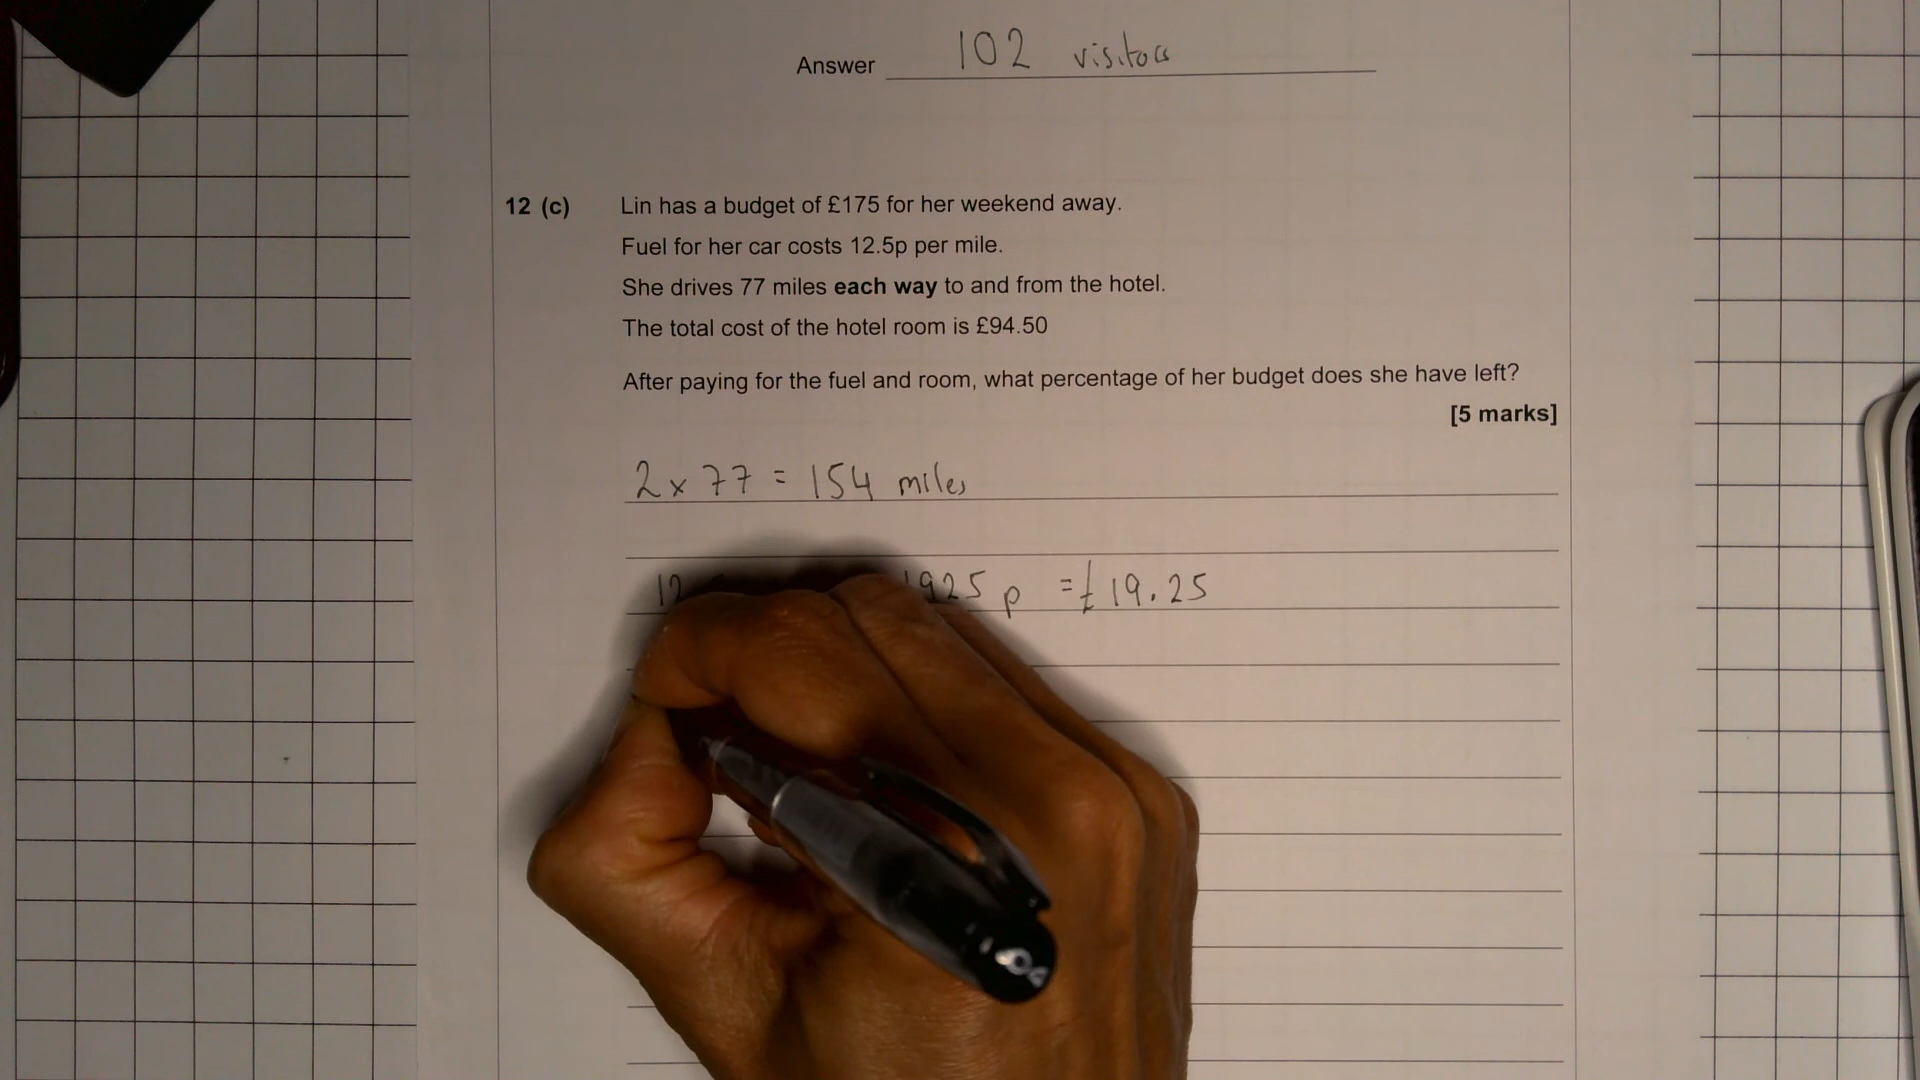 Answer 102 visitors
12 (c) Lin has a budget of £175 for her weekend away.
Fuel for her car costs 12.5p per mile.
She drives 77 miles each way to and from the hotel.
The total cost of the hotel room is £94.50
After paying for the fuel and room, what percentage of her budget does she have left?
[5 marks]
2 x 77 = 154 miles
12 1925 p = £19.25